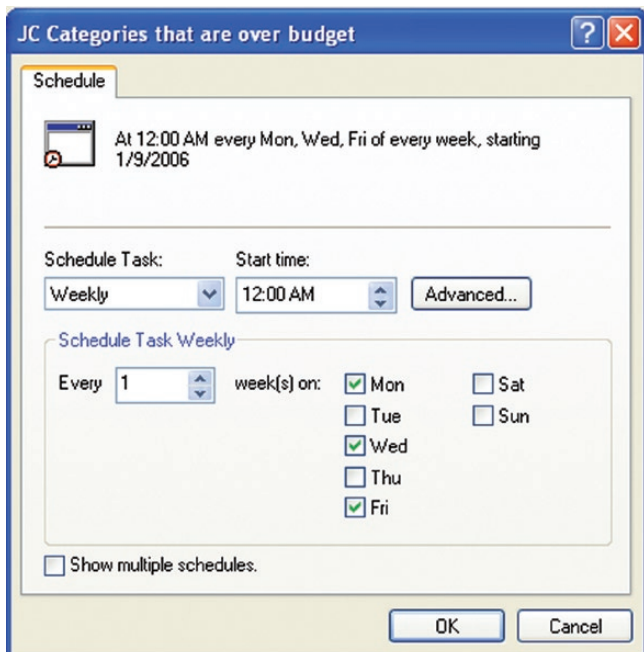 JC Categories that are over budget
Schedule
At 12:00 AM every Mon, Wed, Fri of every week, starting
1/9/2006
Schedule Task:
Start time:
Weekly
12:00 AM
Advanced...
Schedule Task Weekly
Every 1 week(s) on:
Mon
Sat
Tue
Sun
Wed
Thu
Fri
Show multiple schedules.
OK
Cancel